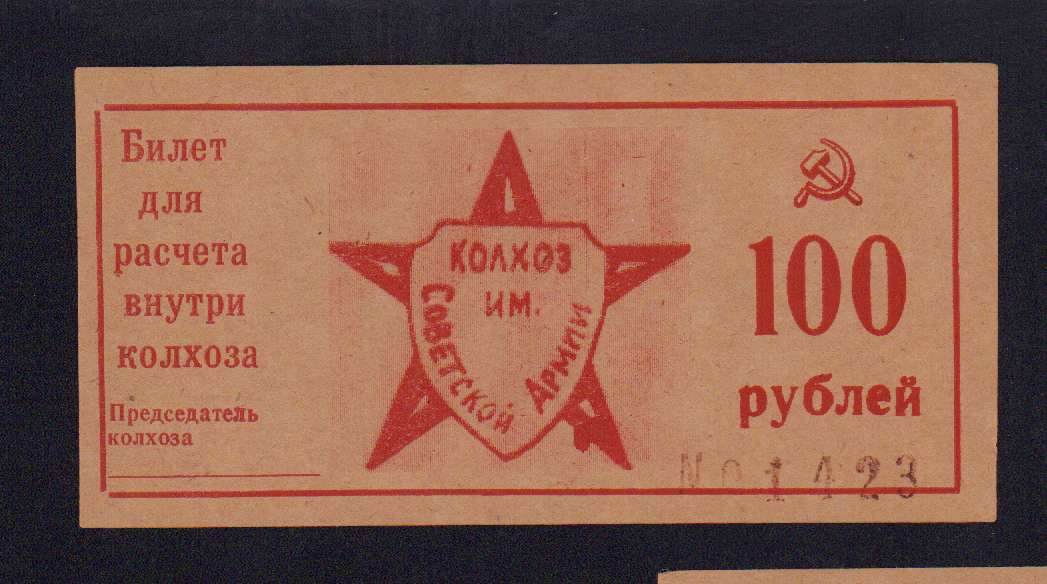 Билет
для
расчета
внутри
колхоза
Председатель
колхоза
КОЛХОЗ
ИМ.
Советской Армии
100
рублей
№ 1423